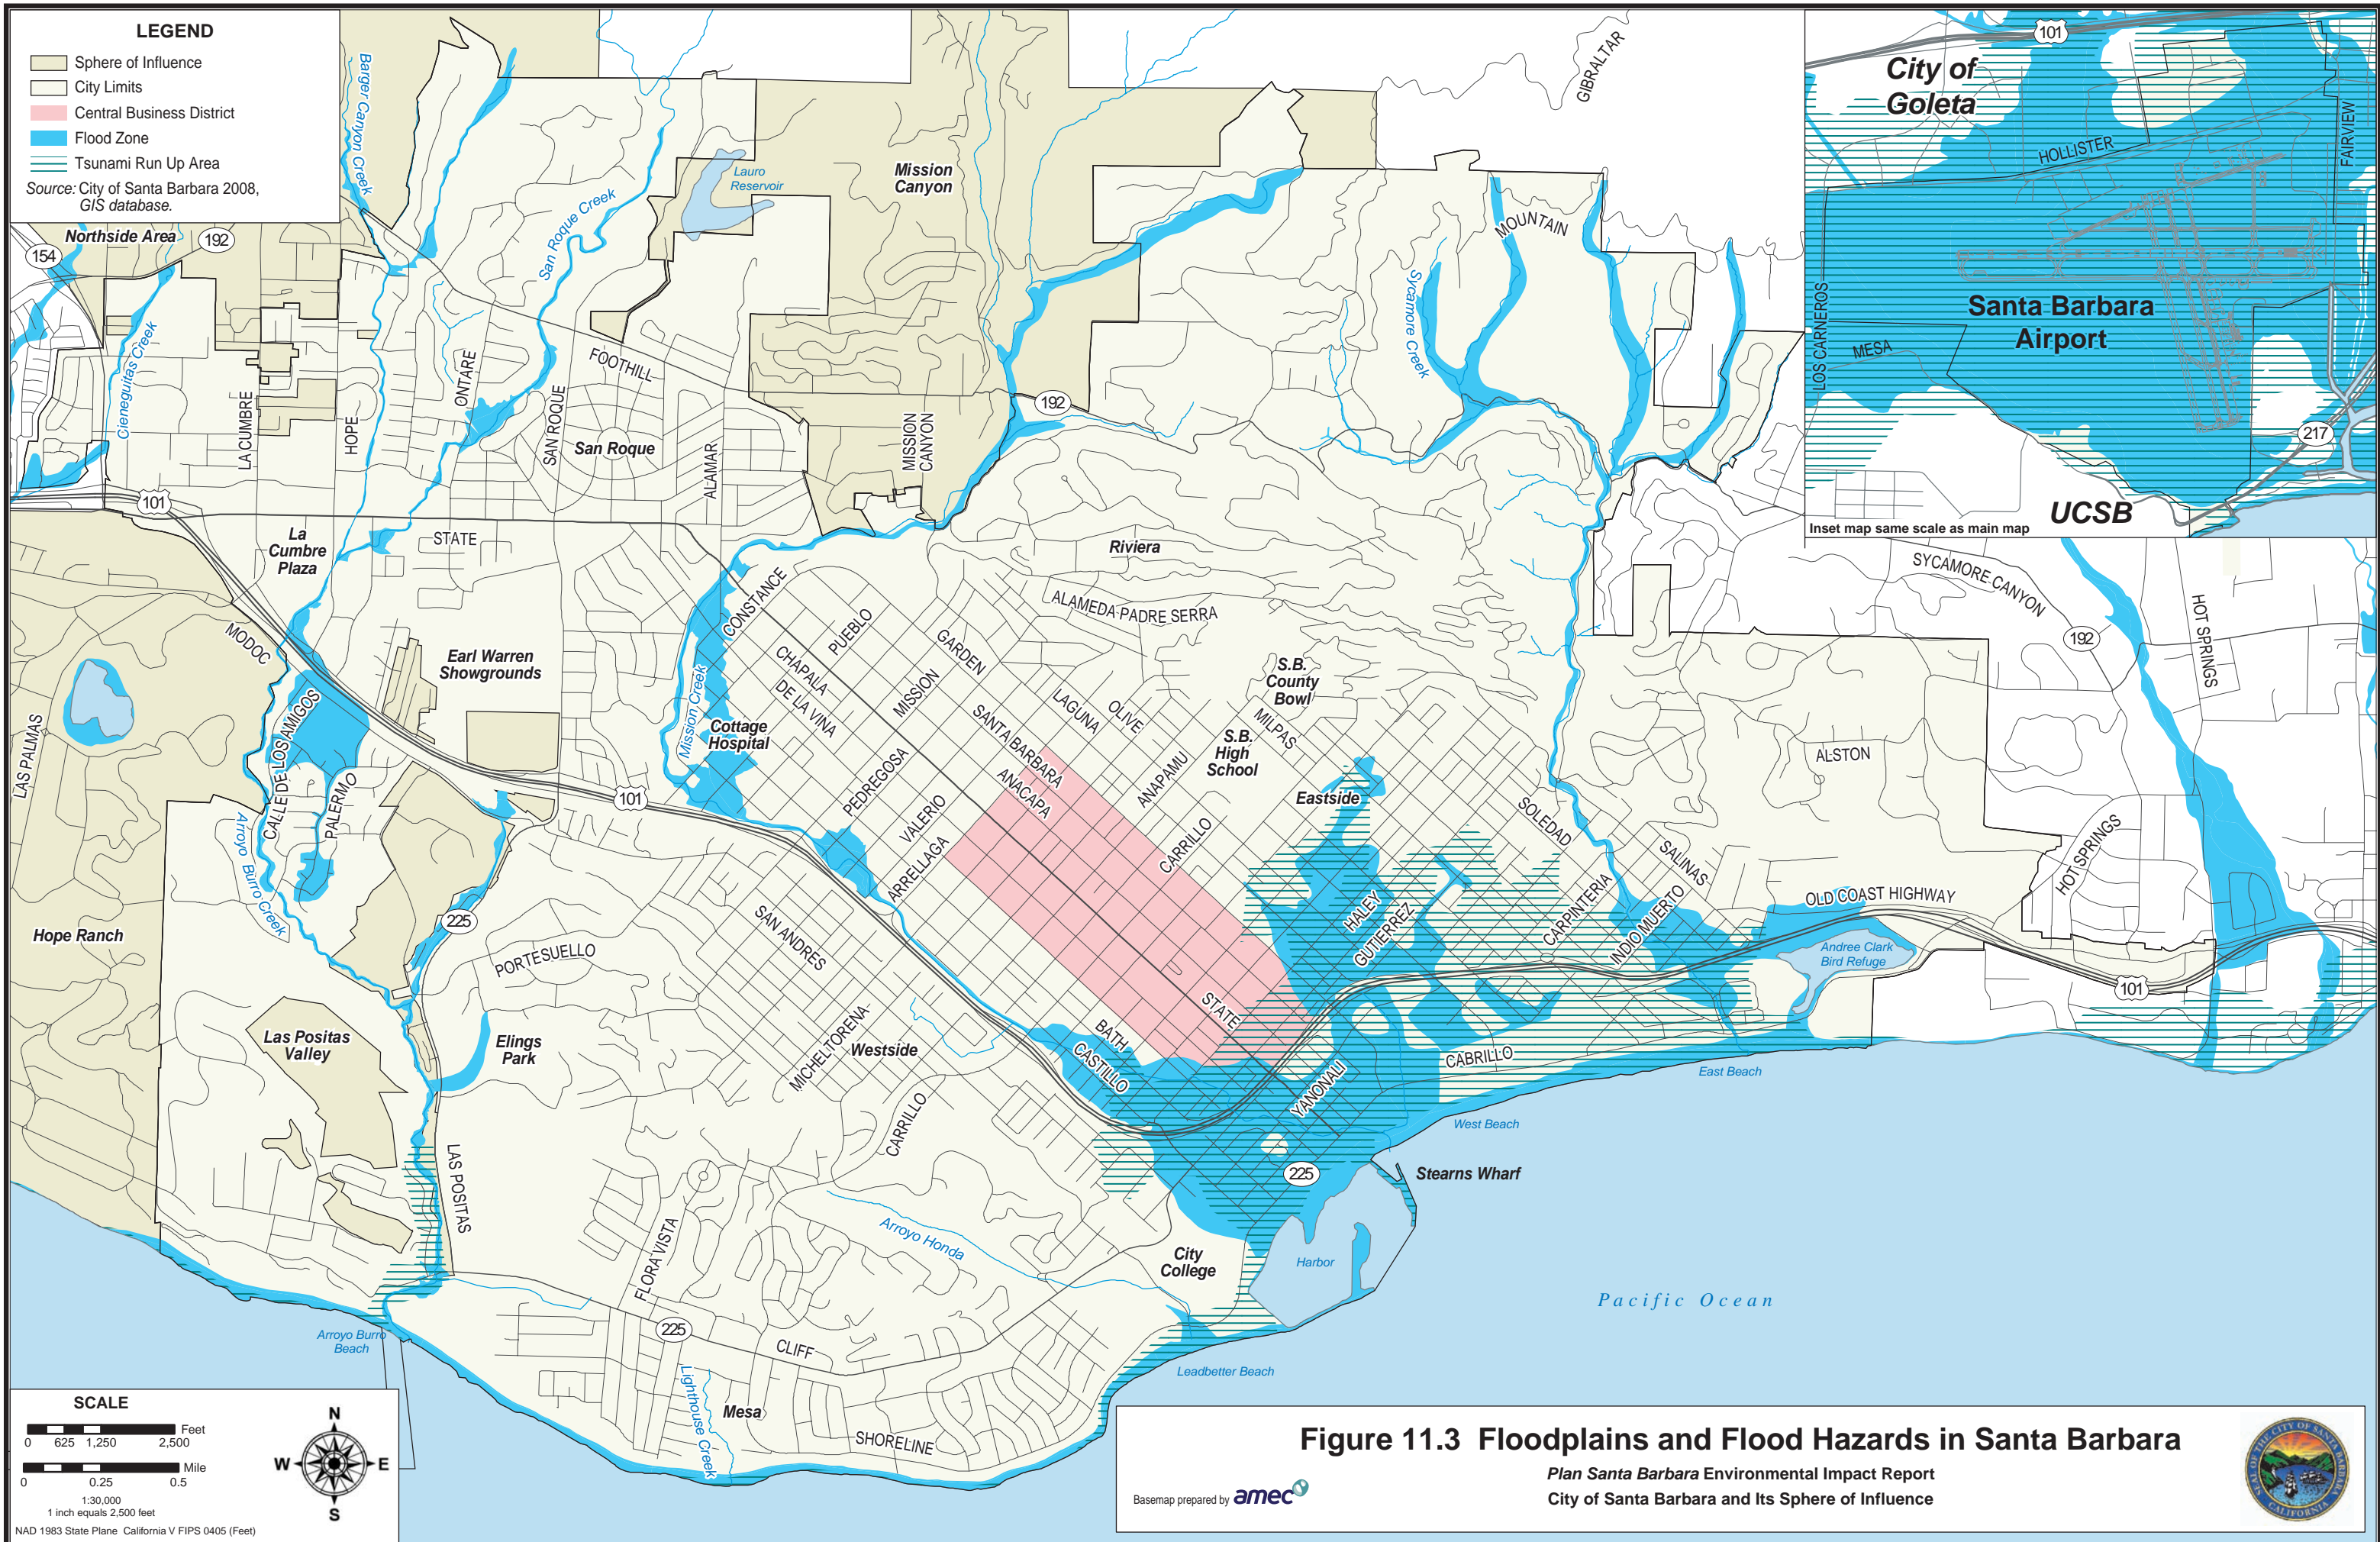 LEGEND
Sphere of Influence
City Limits
Central Business District
Flood Zone
Tsunami Run Up Area
Source: City of Santa Barbara 2008,
GIS database.
Northside Area
192
154
Barger Canyon Creek
San Roque Creek
Lauro
Reservoir
Mission
Canyon
GIBRALTAR
MOUNTAIN
Sycamore Creek
Cieneguitas Creek
LA CUMBRE
HOPE
ONTARE
FOOTHILL
SAN ROQUE
San Roque
ALAMAR
MISSION
CANYON
192
101
La
Cumbre
Plaza
STATE
Riviera
ALAMEDA PADRE SERRA
CONSTANCE
PUEBLO
GARDEN
CHAPALA
DE LA VINA
MISSION
SANTA BARBARA
ANACAPA
LAGUNA
OLIVE
ANAPAMU
MILPAS
S.B.
County
Bowl
S.B.
High
School
Eastside
MODOC
Earl Warren
Showgrounds
Mission Creek
Cottage
Hospital
PEDREGOSA
VALERIO
ARRELLAGA
CARRILLO
LAS PALMAS
CALLE DE LOS AMIGOS
PALERMO
Arroyo Burro Creek
101
225
Hope Ranch
PORTESUELLO
SAN ANDRES
MICHELTORENA
Westside
CARRILLO
Las Positas
Valley
Elings
Park
LAS POSITAS
BATH
CASTILLO
STATE
HALEY
GUTIERREZ
YANONALI
CABRILLO
SOLEDAD
SALINAS
CARPINTERIA
INDIO MUERTO
OLD COAST HIGHWAY
Andree Clark
Bird Refuge
ALSTON
SYCAMORE CANYON
192
HOT SPRINGS
HOT SPRINGS
101
East Beach
West Beach
Stearns Wharf
225
Harbor
City
College
Arroyo Honda
FLORA VISTA
225
CLIFF
Lighthouse Creek
Mesa
SHORELINE
Leadbetter Beach
Arroyo Burro
Beach
Pacific Ocean
101
City of
Goleta
HOLLISTER
FAIRVIEW
LOS CARNEROS
MESA
Santa Barbara
Airport
217
UCSB
Inset map same scale as main map
SCALE
Feet
0 625 1,250 2,500
Mile
0 0.25 0.5
1:30,000
1 inch equals 2,500 feet
NAD 1983 State Plane California V FIPS 0405 (Feet)
N
W E
S
Figure 11.3 Floodplains and Flood Hazards in Santa Barbara
Plan Santa Barbara Environmental Impact Report
City of Santa Barbara and Its Sphere of Influence
Basemap prepared by amec
SEAL OF THE CITY OF SANTA BARBARA
CALIFORNIA